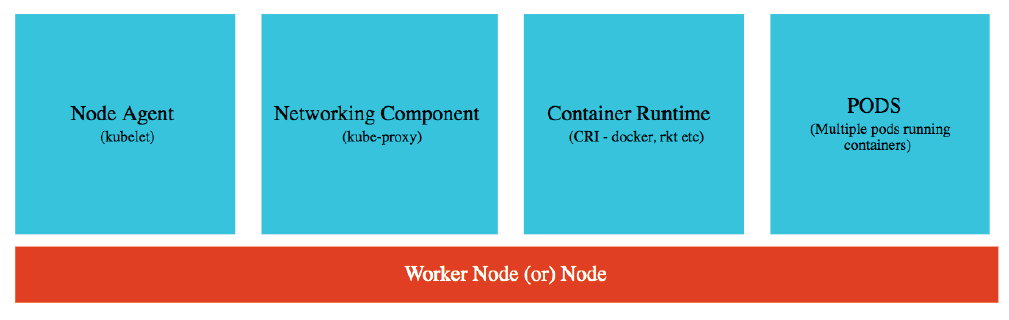 Node Agent
(kubelet)
Networking Component
(kube-proxy)
Container Runtime
(CRI - docker, rkt etc)
PODS
(Multiple pods running
containers)
Worker Node (or) Node